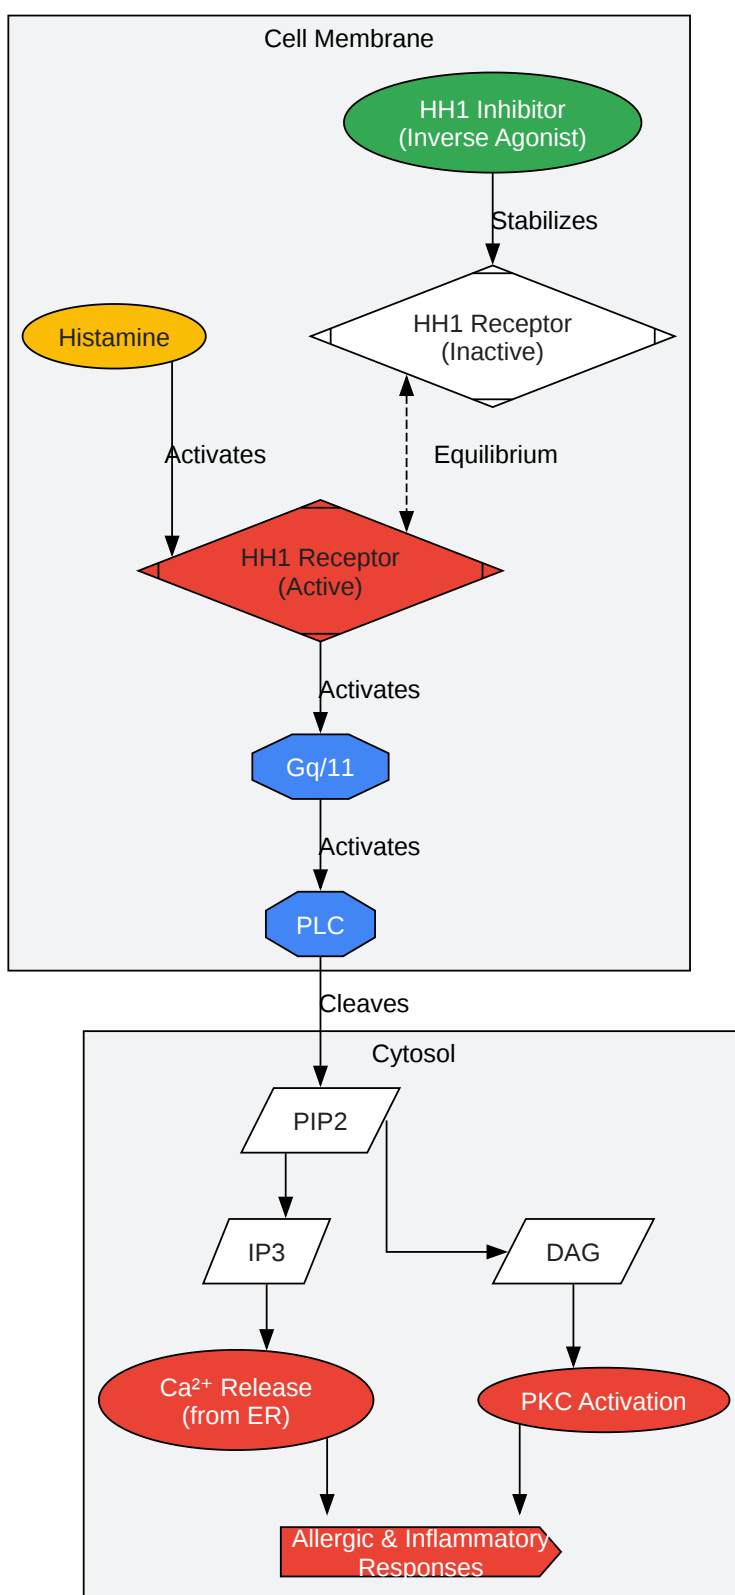 Cell Membrane
HH1 Inhibitor
(Inverse Agonist)
Stabilizes
HH1 Receptor
(Inactive)
Histamine
Activates
Equilibrium
HH1 Receptor
(Active)
Activates
Gq/11
Activates
PLC
Cleaves
Cytosol
PIP2
IP3
DAG
Ca²⁺ Release
(from ER)
PKC Activation
Allergic & Inflammatory
Responses